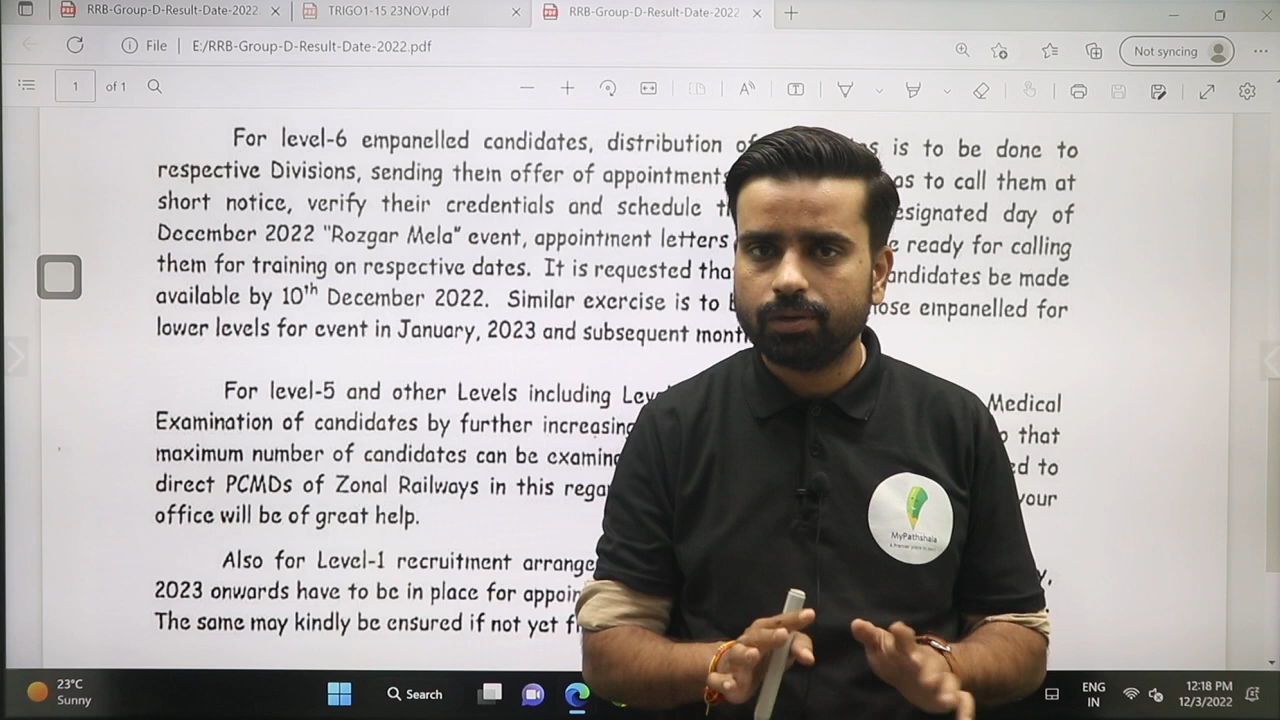 RRB-Group-D-Result-Date-2022
TRIGO1-15 23NOV.pdf
RRB-Group-D-Result-Date-2022
File
E:/RRB-Group-D-Result-Date-2022.pdf
Not syncing
1 of 1
For level-6 empanelled candidates, distribution of is to be done to
respective Divisions, sending them offer of appointments as to call them at
short notice, verify their credentials and schedule designated day of
December 2022 "Rozgar Mela" event, appointment letters ready for calling
them for training on respective dates. It is requested candidates be made
available by 10th December 2022. Similar exercise is to those empanelled for
lower levels for event in January, 2023 and subsequent
For level-5 and other Levels including Medical
Examination of candidates by further increasing that
maximum number of candidates can be to
direct PCMDs of Zonal Railways in this your
office will be of great help.
Also for Level-1 recruitment
2023 onwards have to be in place for
The same may kindly be ensured if not yet
MyPathshala
23°C
Sunny
Search
ENG
IN
12:18 PM
12/3/2022